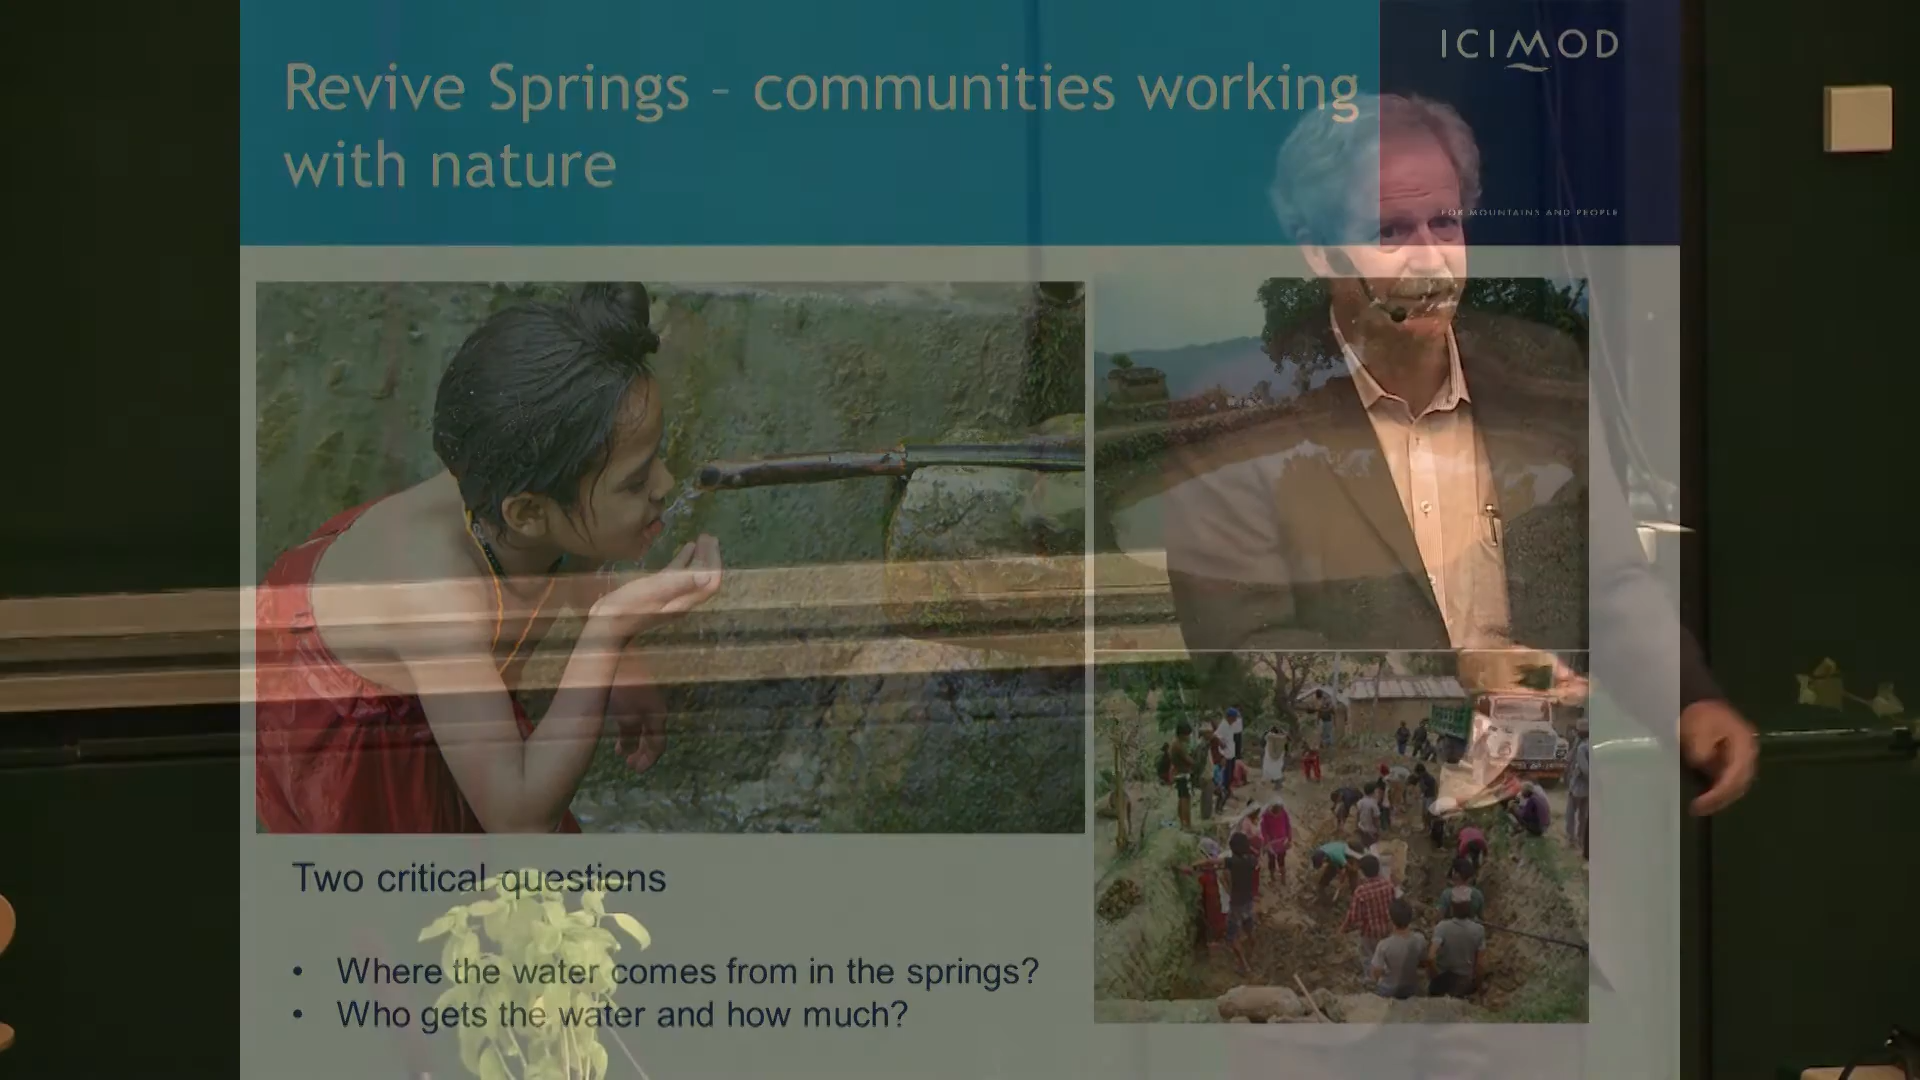 Revive Springs – communities working
with nature
ICIMOD
FOR MOUNTAINS AND PEOPLE
Two critical questions
• Where the water comes from in the springs?
• Who gets the water and how much?